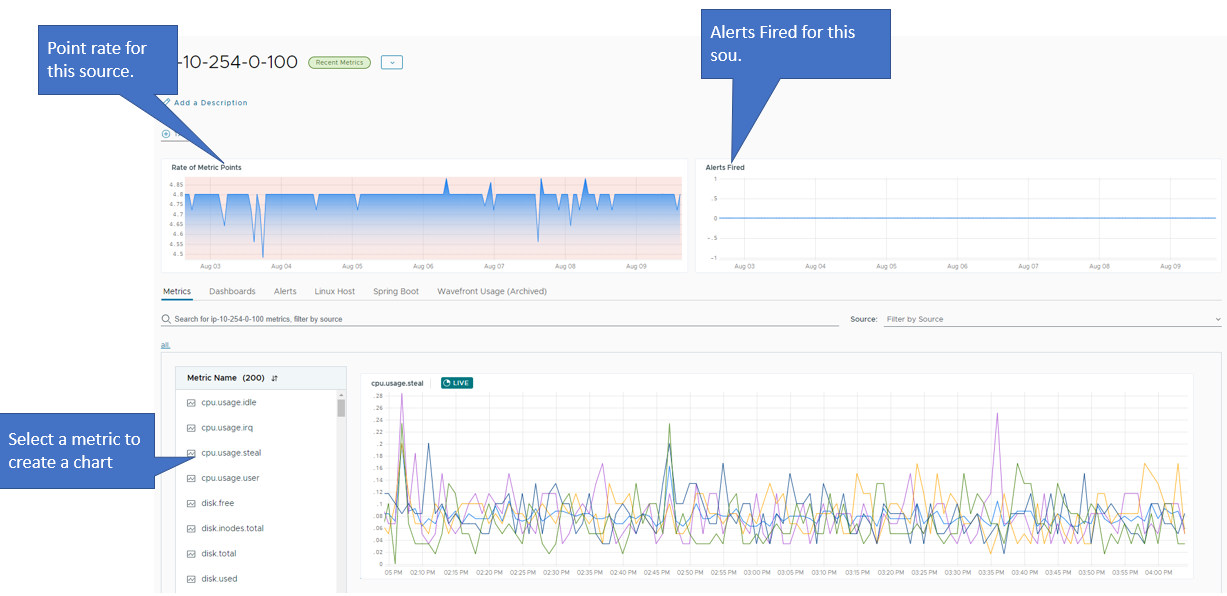 Point rate for
this source.
Alerts Fired for this
sou.
-10-254-0-100
Recent Metrics
Add a Description
Rate of Metric Points
4.85
4.8
4.75
4.7
4.65
4.6
4.55
4.5
Aug 03 Aug 04 Aug 05 Aug 06 Aug 07 Aug 08 Aug 09
Alerts Fired
1
.5
0
-.5
-1
Aug 03 Aug 04 Aug 05 Aug 06 Aug 07 Aug 08 Aug 09
Metrics Dashboards Alerts Linux Host Spring Boot Wavefront Usage (Archived)
Search for ip-10-254-0-100 metrics, filter by source
Source: Filter by Source
all.
Metric Name (200)
cpu.usage.idle
cpu.usage.irq
cpu.usage.steal
cpu.usage.user
disk.free
disk.inodes.total
disk.total
disk.used
Select a metric to
create a chart
cpu.usage.steal LIVE
.28
.26
.24
.22
.2
.18
.16
.14
.12
.1
.08
.06
.04
.02
0
05 PM 02:10 PM 02:15 PM 02:20 PM 02:25 PM 02:30 PM 02:35 PM 02:40 PM 02:45 PM 02:50 PM 02:55 PM 03:00 PM 03:05 PM 03:10 PM 03:15 PM 03:20 PM 03:25 PM 03:30 PM 03:35 PM 03:40 PM 03:45 PM 03:50 PM 03:55 PM 04:00 PM